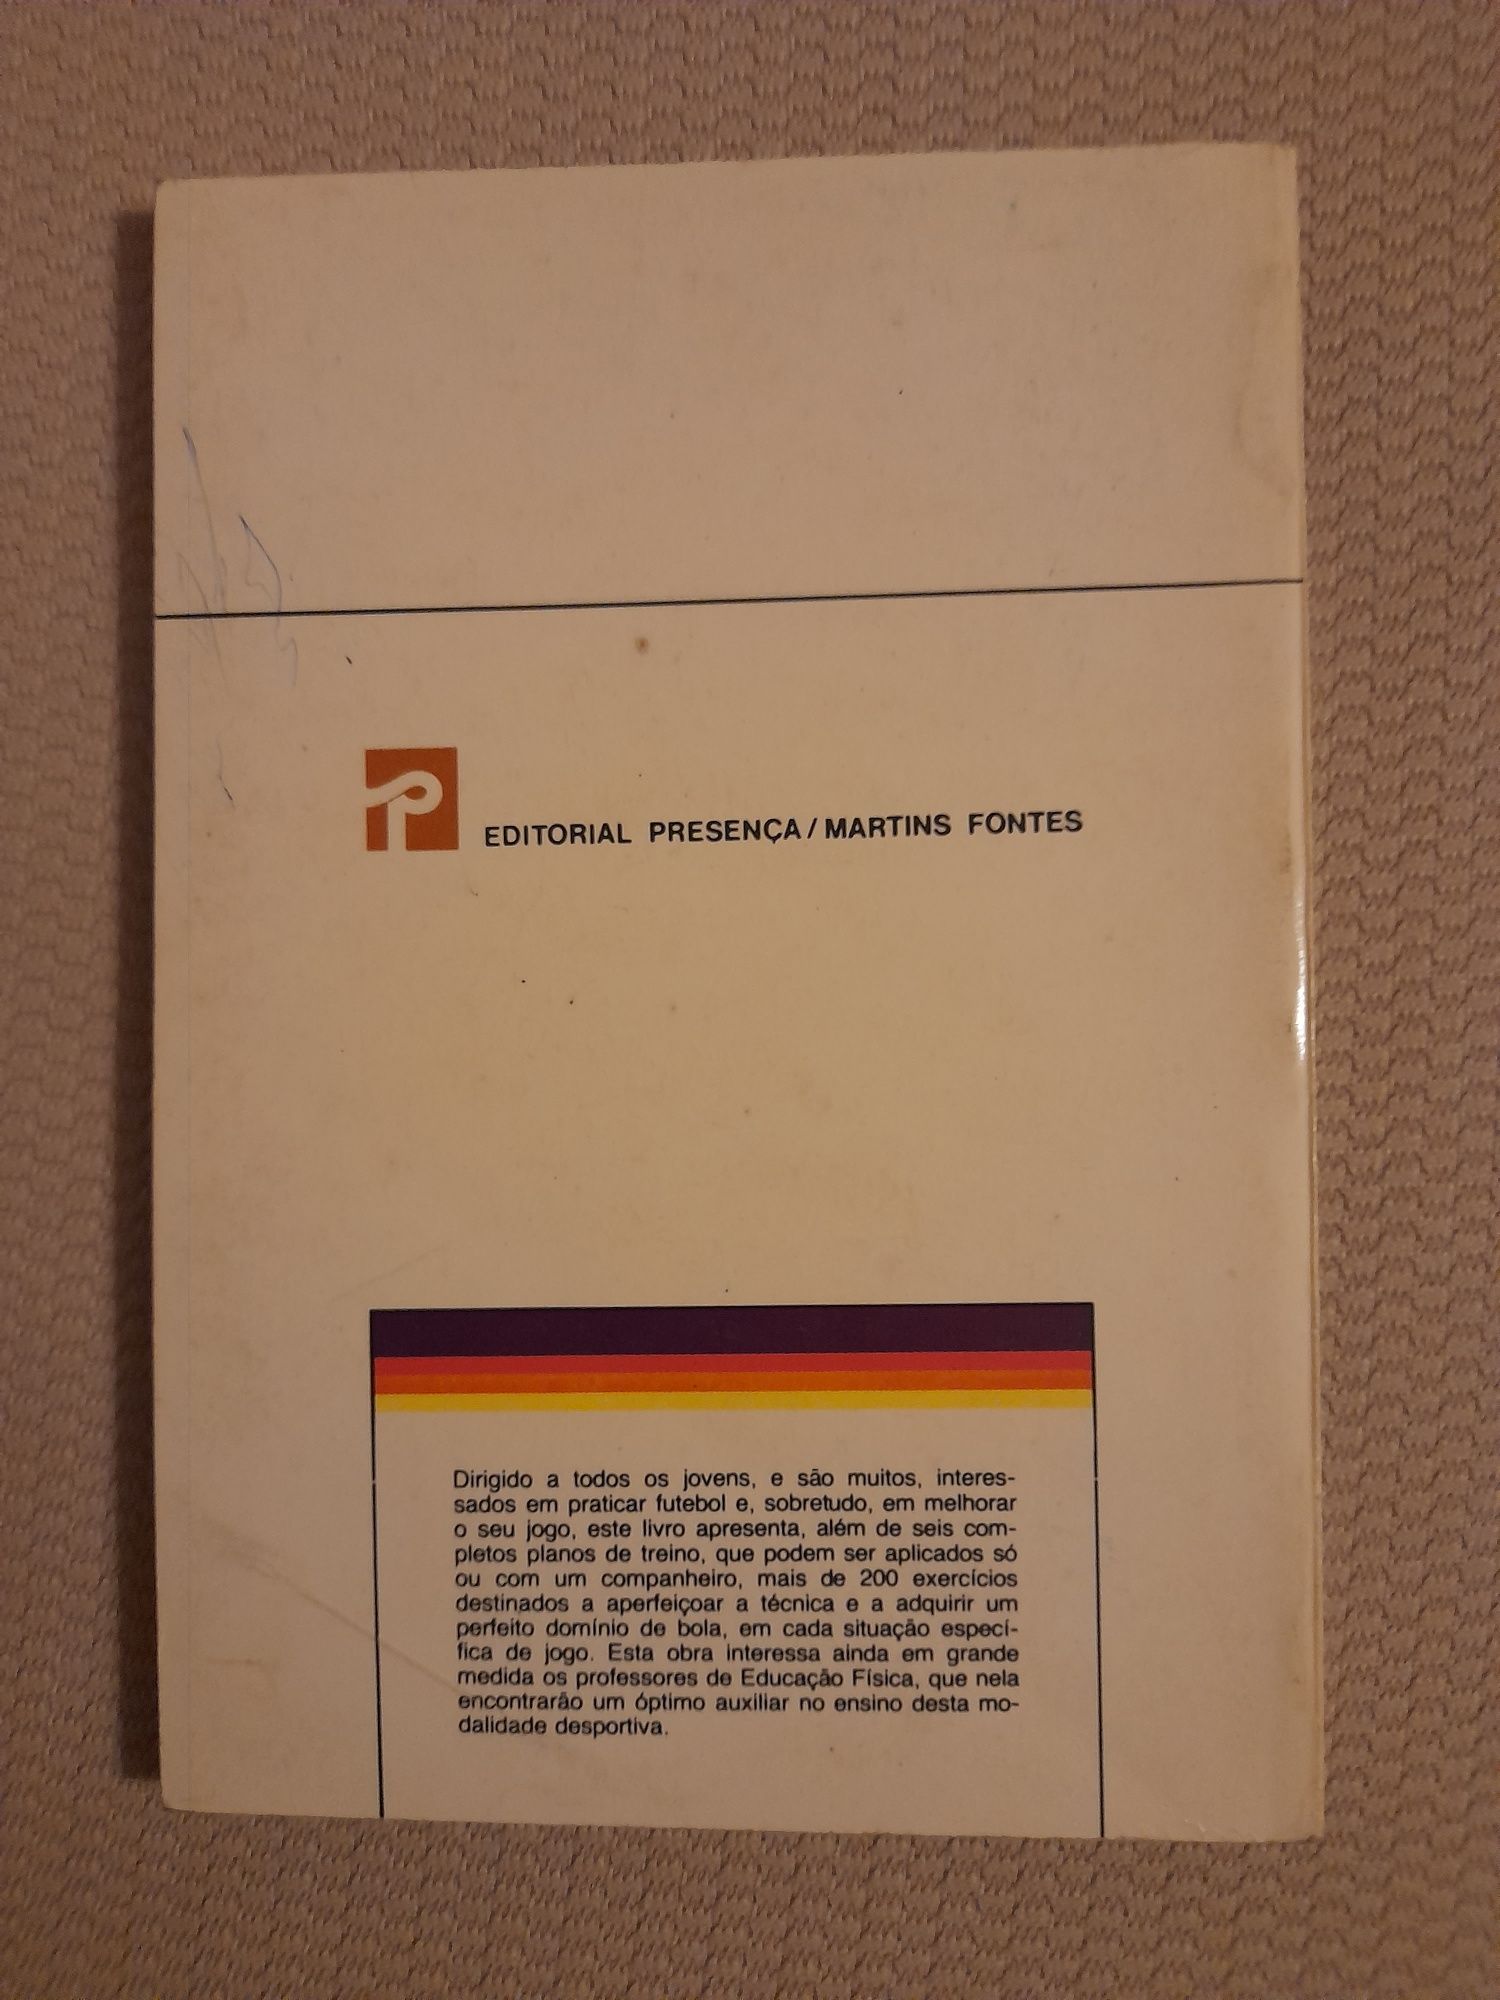 EDITORIAL PRESENÇA/MARTINS FONTES
Dirigido a todos os jovens, e são muitos, interes-
sados em praticar futebol e, sobretudo, em melhorar
o seu jogo, este livro apresenta, além de seis com-
pletos planos de treino, que podem ser aplicados só
ou com um companheiro, mais de 200 exercícios
destinados a aperfeiçoar a técnica e a adquirir um
perfeito domínio de bola, em cada situação especí-
fica de jogo. Esta obra interessa ainda em grande
medida os professores de Educação Física, que nela
encontrarão um óptimo auxiliar no ensino desta mo-
dalidade desportiva.